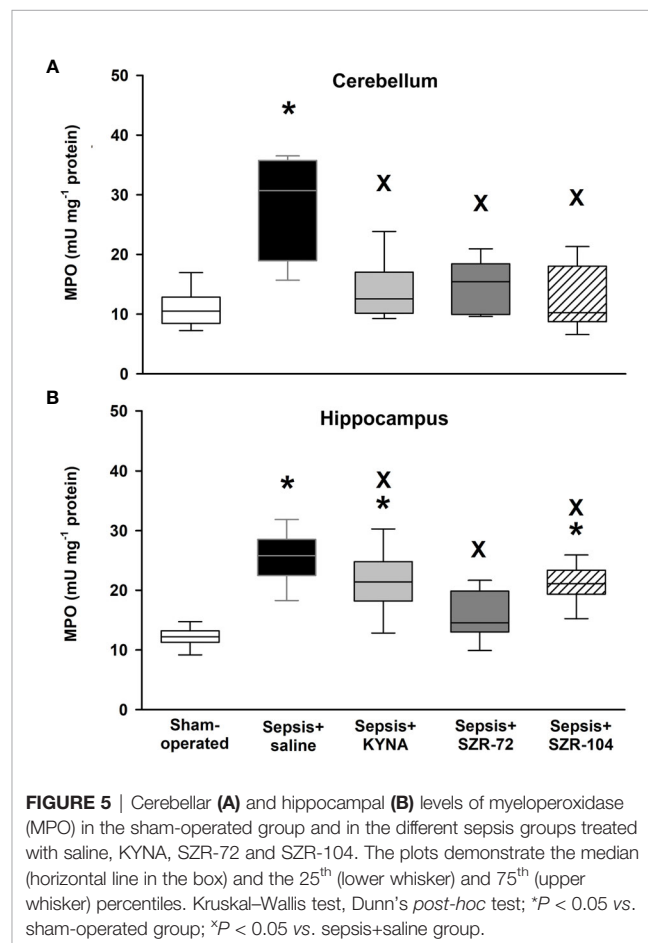 A
Cerebellum
50
40
30
20
10
0
MPO (mU mg⁻¹ protein)
*
X
X
X
B
Hippocampus
50
40
30
20
10
0
MPO (mU mg⁻¹ protein)
*
X
*
X
X
*
Sham-operated
Sepsis+saline
Sepsis+KYNA
Sepsis+SZR-72
Sepsis+SZR-104
FIGURE 5 | Cerebellar (A) and hippocampal (B) levels of myeloperoxidase
(MPO) in the sham-operated group and in the different sepsis groups treated
with saline, KYNA, SZR-72 and SZR-104. The plots demonstrate the median
(horizontal line in the box) and the 25th (lower whisker) and 75th (upper
whisker) percentiles. Kruskal–Wallis test, Dunn's post-hoc test; *P < 0.05 vs.
sham-operated group; ˣP < 0.05 vs. sepsis+saline group.